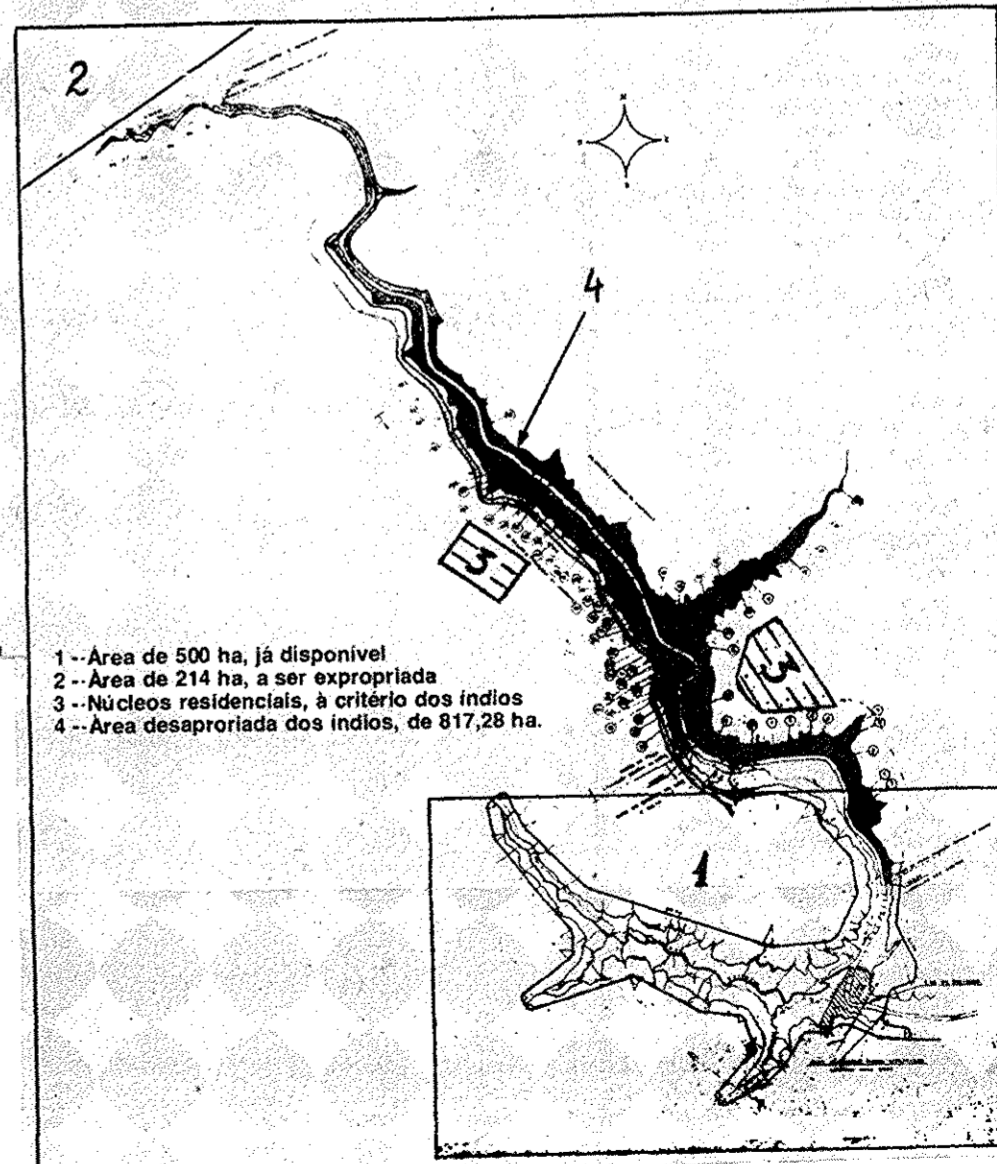 2
4
3
3
1 -- Área de 500 ha, já disponível
2 -- Área de 214 ha, a ser expropriada
3 -- Núcleos residenciais, à critério dos índios
4 -- Área desaproriada dos índios, de 817,28 ha.
1